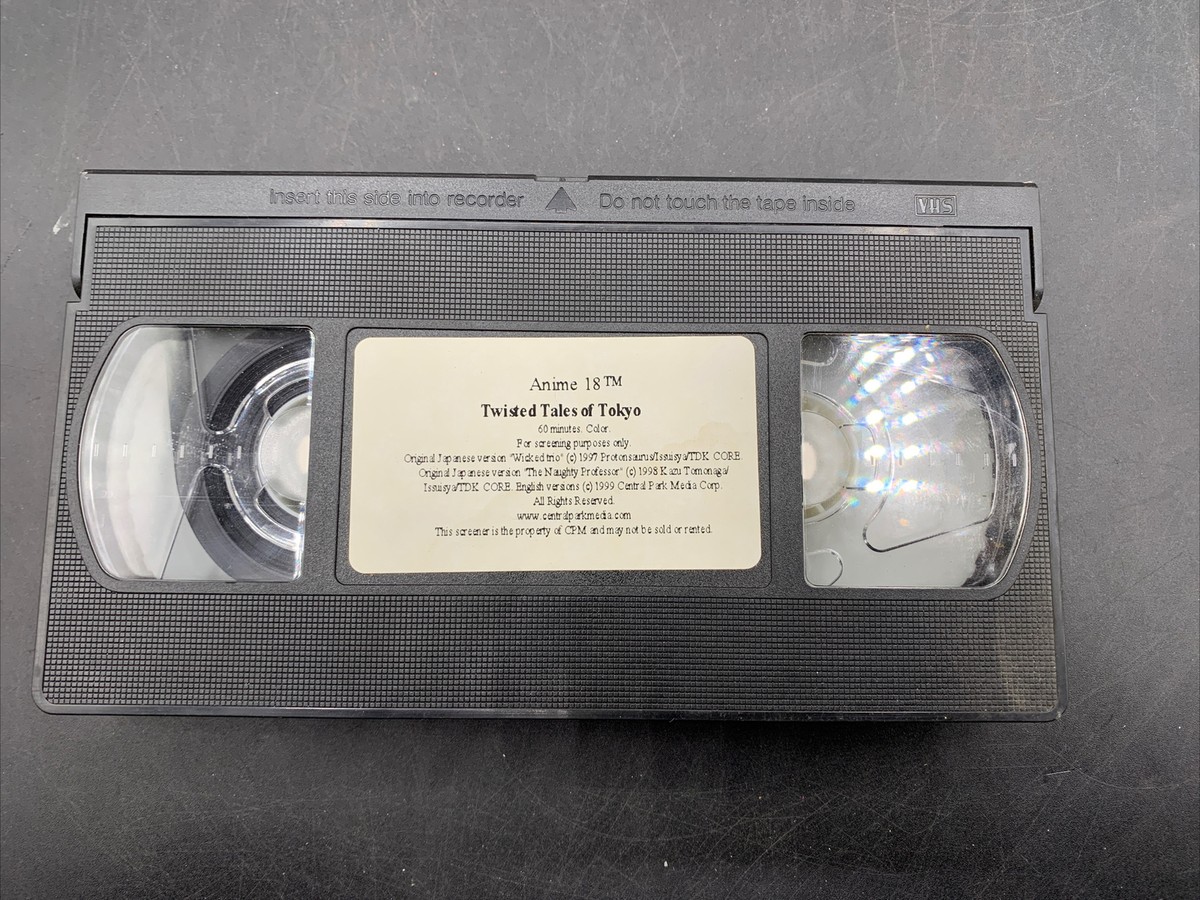 Insert this side into recorder Do not touch the tape inside VHS
Anime 18™
Twisted Tales of Tokyo
60 minutes. Color.
For screening purposes only.
Original Japanese version "Wicked trio" (c) 1997 Protonsaurus/Issuisya/TDK CORE
Original Japanese version "The Naughty Professor" (c) 1998 Kazu Tomonaga/
Issuisya/TDK CORE. English versions (c) 1999 Central Park Media Corp.
All Rights Reserved.
www.centralparkmedia.com
This screener is the property of CPM and may not be sold or rented.